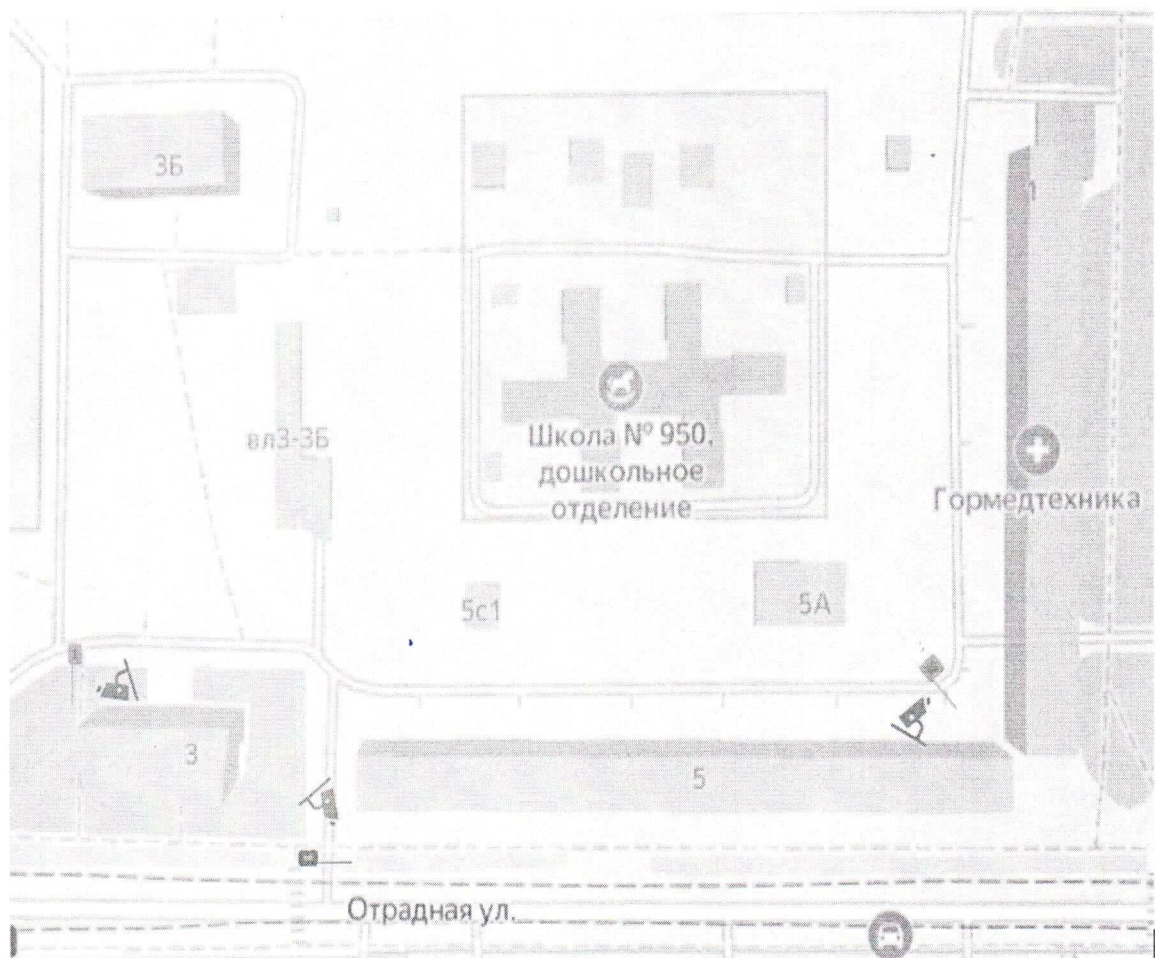 3Б
1
вл3-3Б
Школа № 950,
дошкольное
отделение
Гормедтехника
5с1
5А
3
5
Отрадная ул.